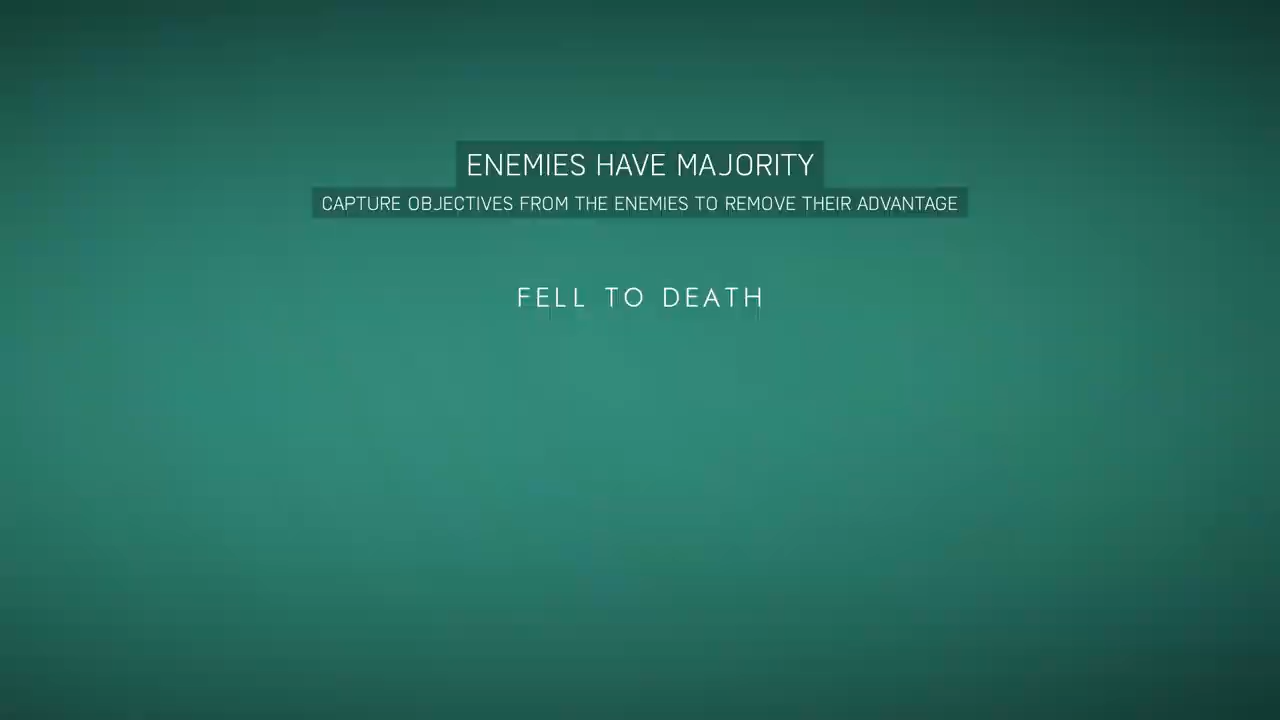 ENEMIES HAVE MAJORITY
CAPTURE OBJECTIVES FROM THE ENEMIES TO REMOVE THEIR ADVANTAGE
FELL TO DEATH